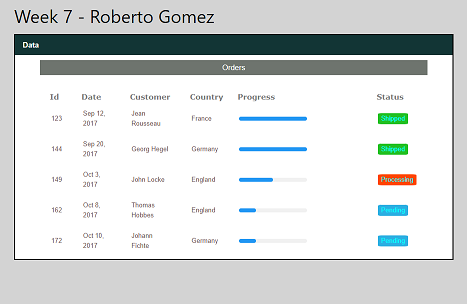 Week 7 - Roberto Gomez
Data
Orders
Id Date Customer Country Progress Status
123 Sep 12, 2017 Jean Rousseau France Shipped
144 Sep 20, 2017 Georg Hegel Germany Shipped
149 Oct 3, 2017 John Locke England Processing
162 Oct 8, 2017 Thomas Hobbes England Pending
172 Oct 10, 2017 Johann Fichte Germany Pending